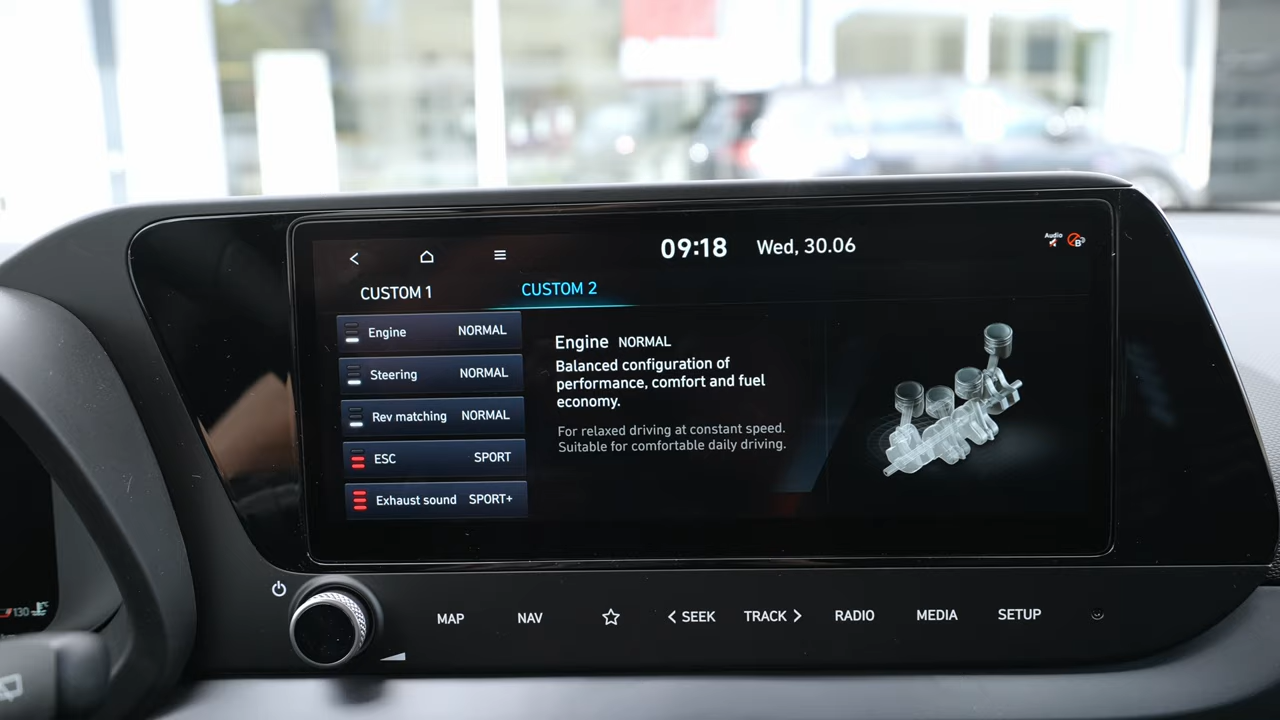 09:18 Wed, 30.06
Audio
B
CUSTOM 1 CUSTOM 2
Engine NORMAL
Steering NORMAL
Rev matching NORMAL
ESC SPORT
Exhaust sound SPORT+
Engine NORMAL
Balanced configuration of
performance, comfort and fuel
economy.
For relaxed driving at constant speed.
Suitable for comfortable daily driving.
130
MAP NAV SEEK TRACK RADIO MEDIA SETUP